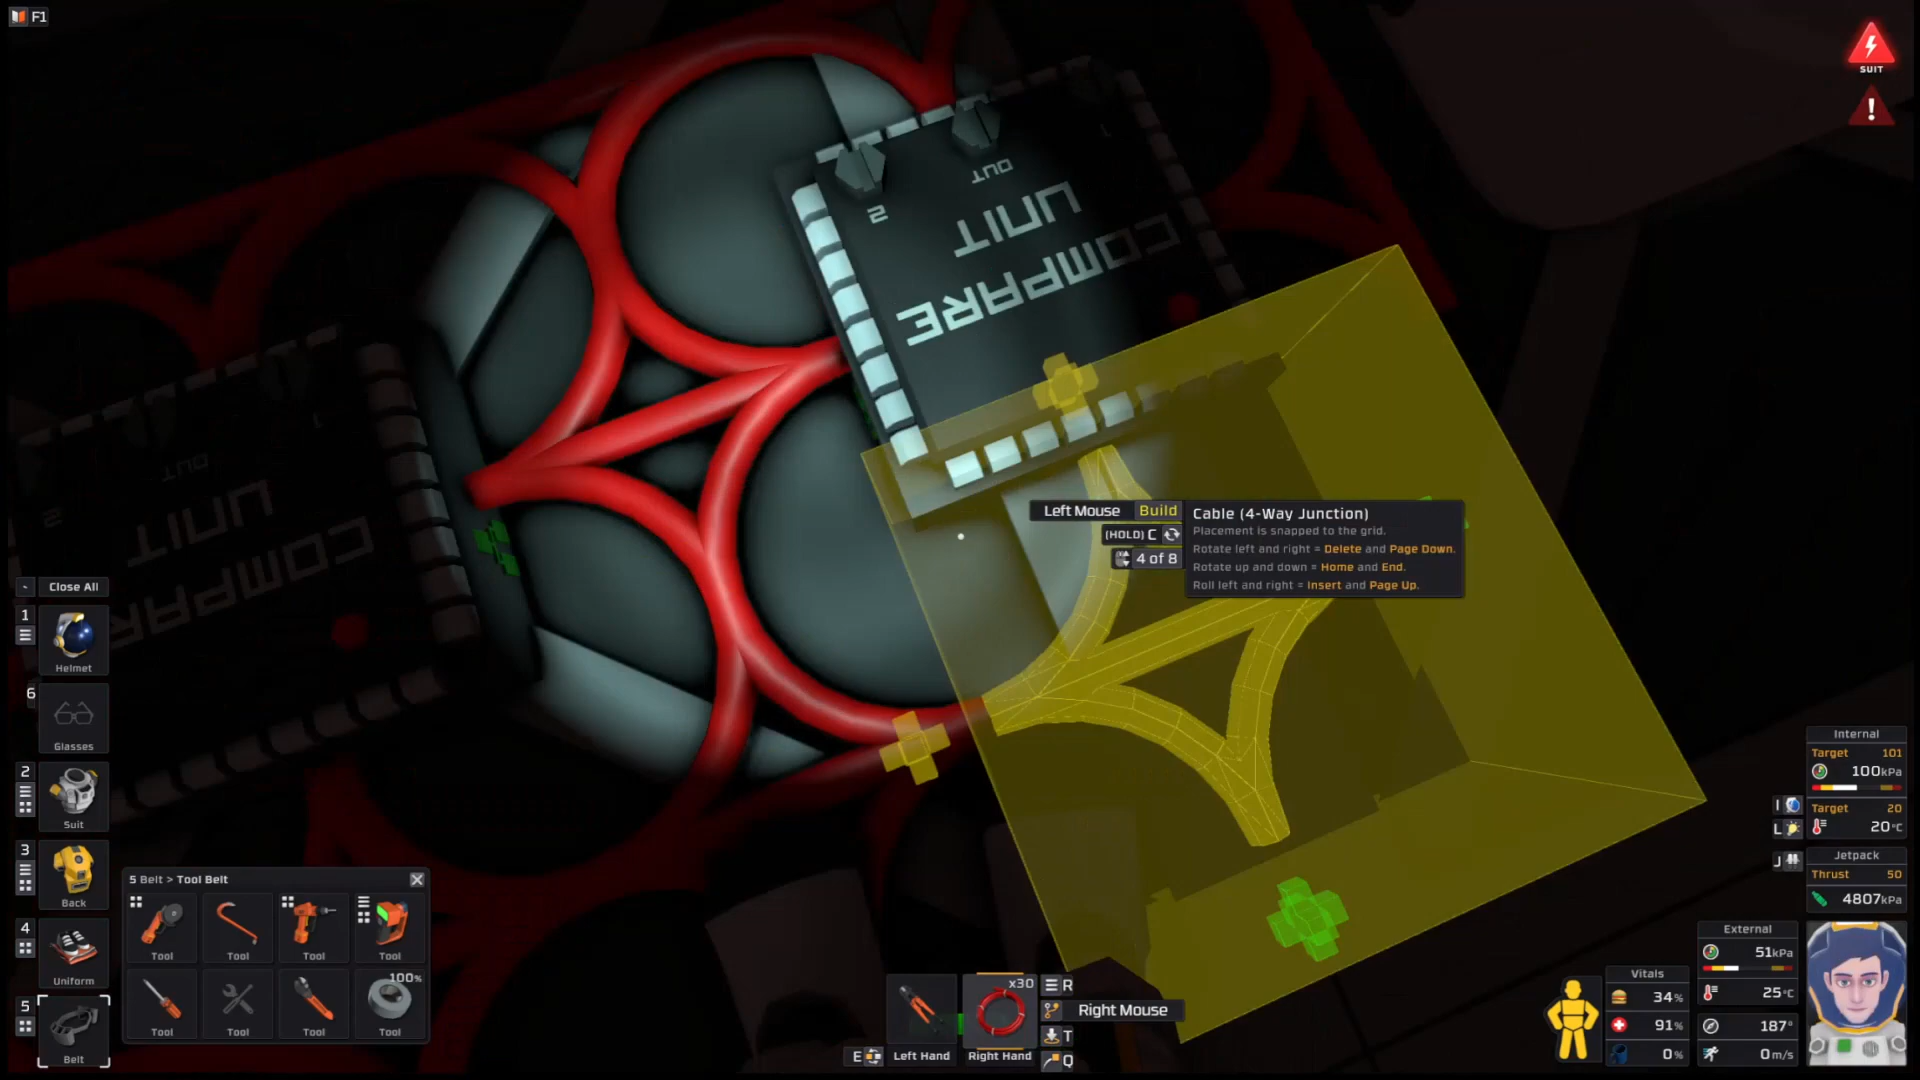 F1
SUIT
!
OUT
2
UNIT
COMPARE
OUT
2
UNIT
COMPARE
Left Mouse Build
(HOLD) C
4 of 8
Cable (4-Way Junction)
Placement is snapped to the grid.
Rotate left and right = Delete and Page Down.
Rotate up and down = Home and End.
Roll left and right = Insert and Page Up.
- Close All
1
Helmet
6
Glasses
2
Suit
3
Back
4
Uniform
5
Belt
5 Belt > Tool Belt
Tool Tool Tool Tool
100%
Tool Tool Tool Tool
E
Left Hand
x30
Right Hand
R
Right Mouse
T
Q
Internal
Target 101
100kPa
Target 20
20°C
I
L
J
Jetpack
Thrust 50
4807kPa
External
51kPa
25°C
187°
0m/s
Vitals
34%
91%
0%